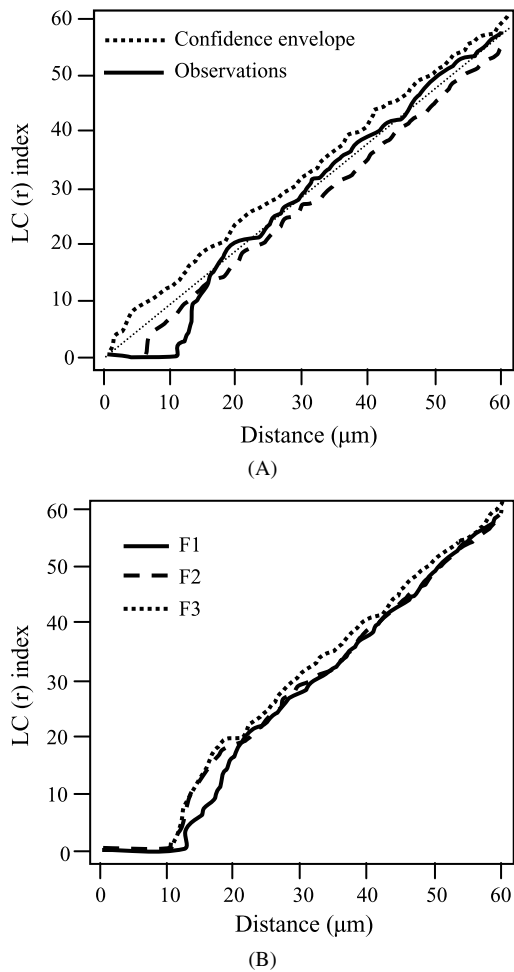 60
50
40
30
20
10
0
LC (r) index
Confidence envelope
Observations
0 10 20 30 40 50 60
Distance (μm)
(A)
60
50
40
30
20
10
0
LC (r) index
F1
F2
F3
0 10 20 30 40 50 60
Distance (μm)
(B)